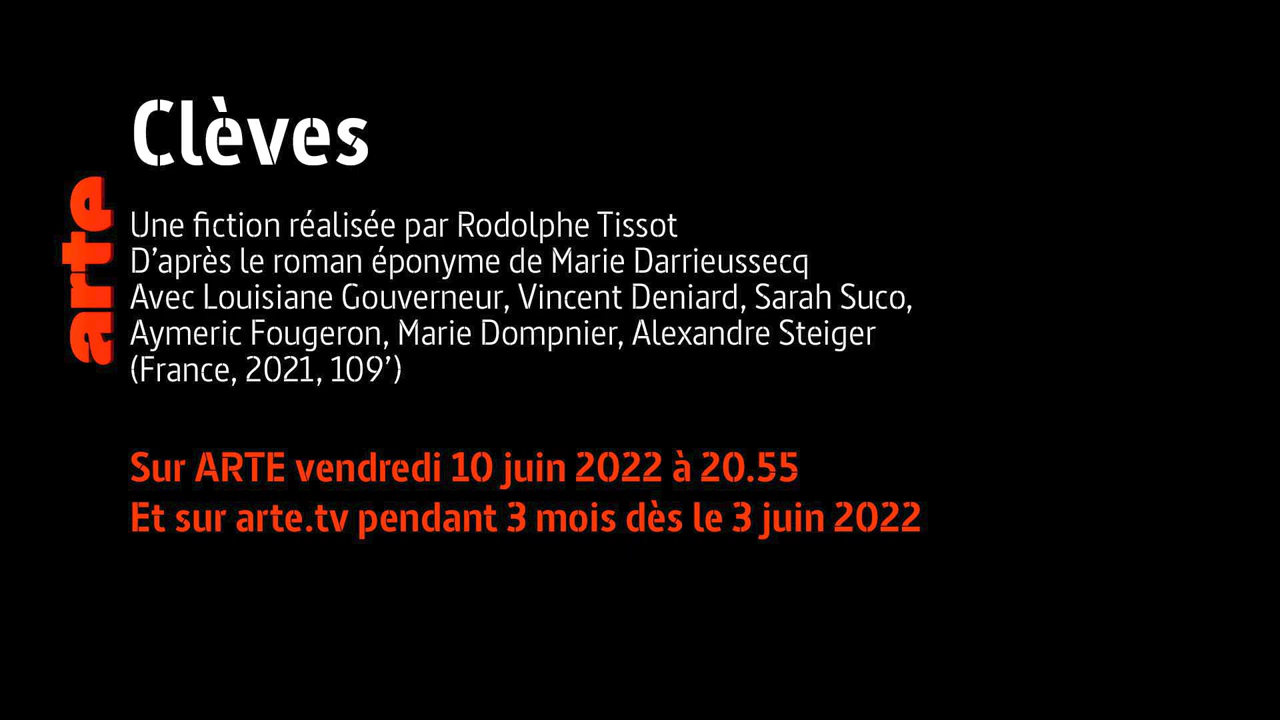 Clèves
arte
Une fiction réalisée par Rodolphe Tissot
D’après le roman éponyme de Marie Darrieussecq
Avec Louisiane Gouverneur, Vincent Deniard, Sarah Suco,
Aymeric Fougeron, Marie Dompnier, Alexandre Steiger
(France, 2021, 109’)
Sur ARTE vendredi 10 juin 2022 à 20.55
Et sur arte.tv pendant 3 mois dès le 3 juin 2022